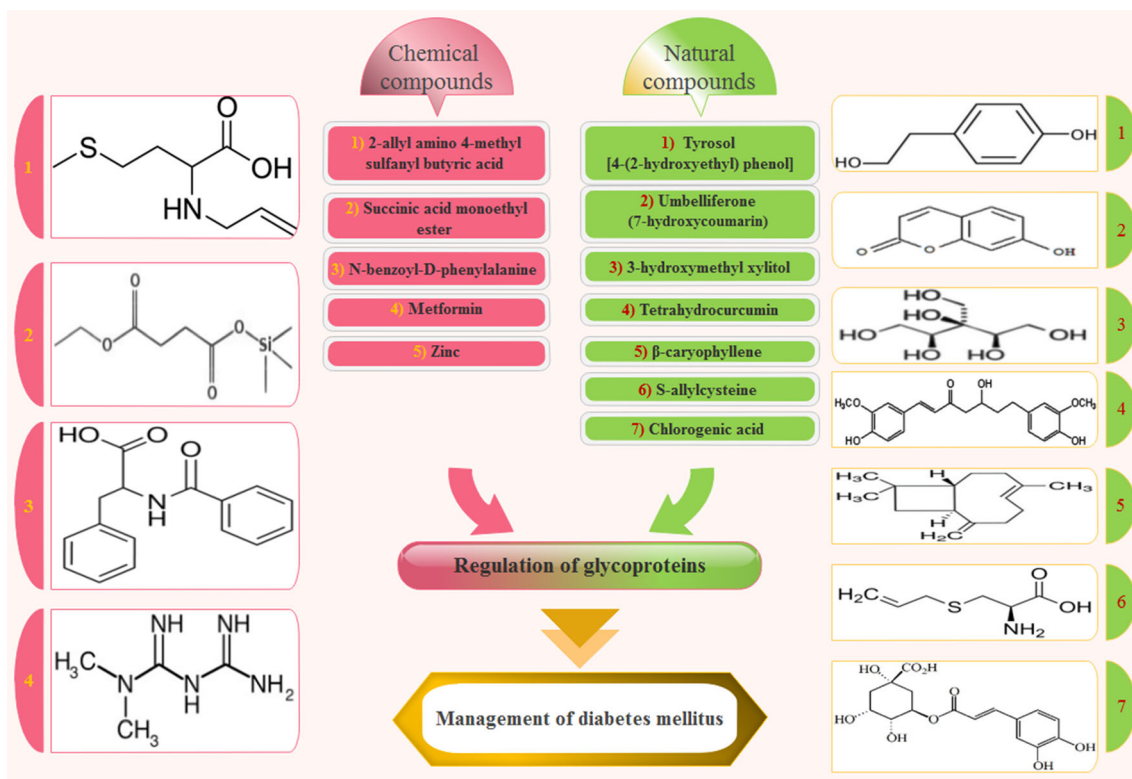 Chemical
compounds
Natural
compounds
1) 2-allyl amino 4-methyl
sulfanyl butyric acid
2) Succinic acid monoethyl
ester
3) N-benzoyl-D-phenylalanine
4) Metformin
5) Zinc
1) Tyrosol
[4-(2-hydroxyethyl) phenol]
2) Umbelliferone
(7-hydroxycoumarin)
3) 3-hydroxymethyl xylitol
4) Tetrahydrocurcumin
5) β-caryophyllene
6) S-allylcysteine
7) Chlorogenic acid
Regulation of glycoproteins
Management of diabetes mellitus
1
O
S
OH
HN
2
O
O
O
Si
O
3
HO
O
O
N
H
4
NH
NH
H₃C
N
N
H
NH₂
CH₃
1
HO
OH
2
O
O
OH
3
HO
HO
HO
OH
OH
HO
4
O
OH
H₃CO
OCH₃
HO
OH
5
H₃C
H₃C
H
CH₃
H
H₂C
6
H₂C
S
O
OH
NH₂
7
HO
CO₂H
O
HO
O
OH
OH
OH